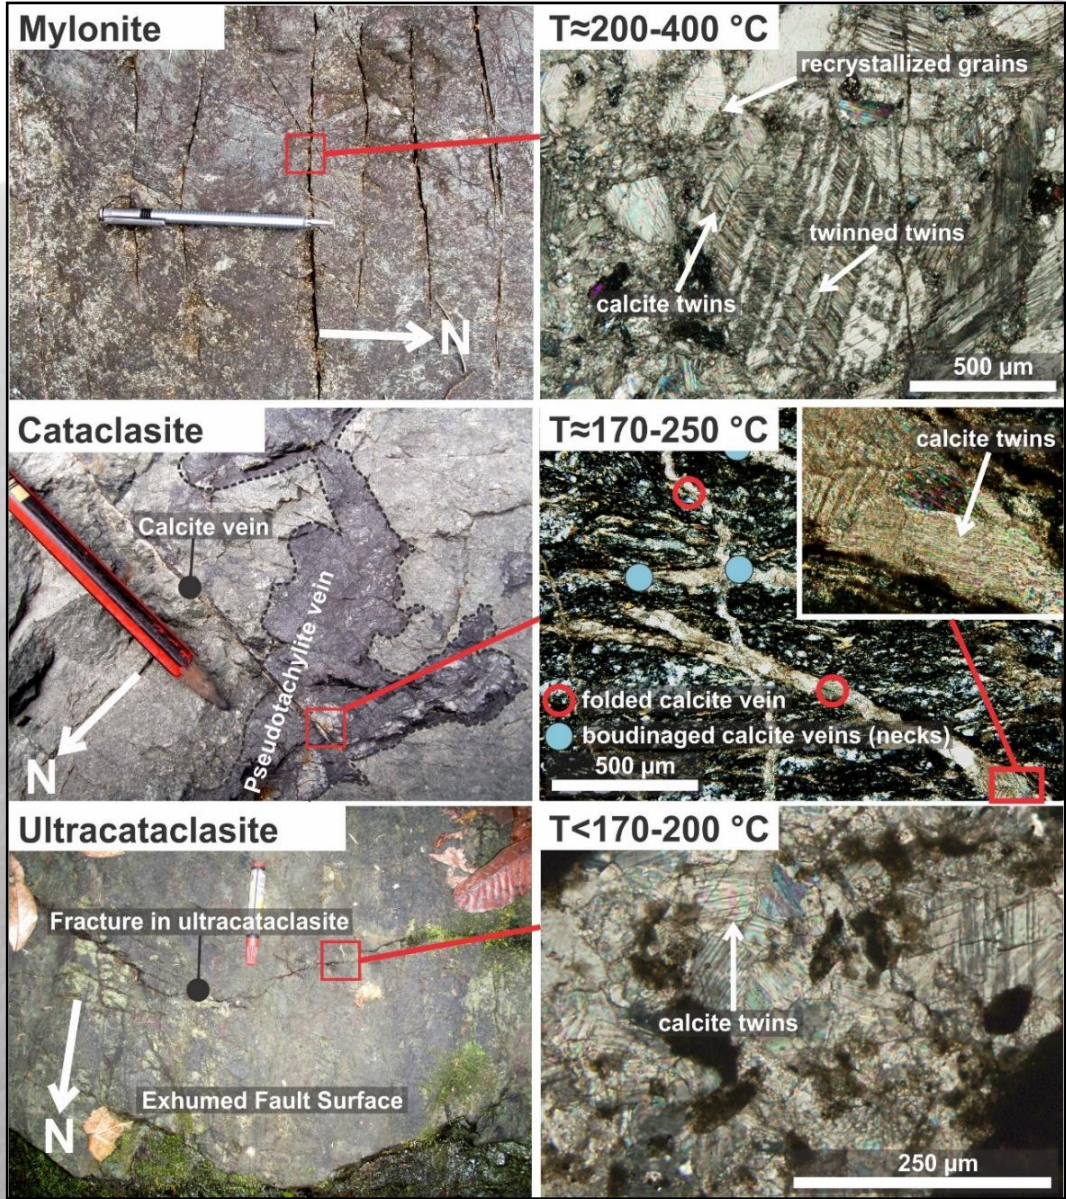 Mylonite
T≈200-400 °C
recrystallized grains
twinned twins
calcite twins
N
500 µm
Cataclasite
T≈170-250 °C
calcite twins
Calcite vein
Pseudotachylite vein
folded calcite vein
boudinaged calcite veins (necks)
N
500 µm
Ultracataclasite
T<170-200 °C
Fracture in ultracataclasite
calcite twins
Exhumed Fault Surface
N
250 µm